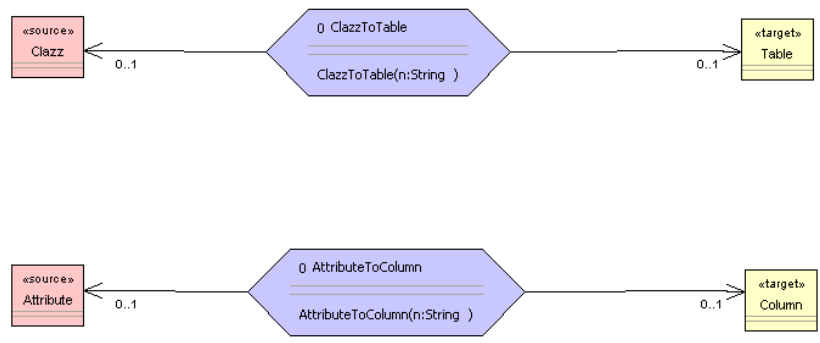 «source»
Clazz
0..1
0 ClazzToTable
ClazzToTable(n:String )
0..1
«target»
Table
«source»
Attribute
0..1
0 AttributeToColumn
AttributeToColumn(n:String )
0..1
«target»
Column